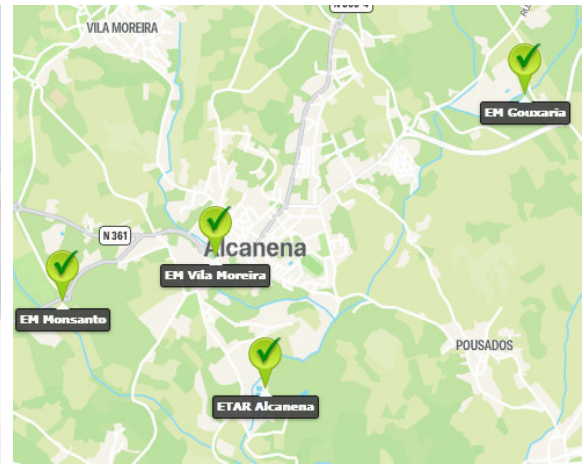 VILA MOREIRA
EM Gouxaria
N 361
Alcanena
EM Vila Moreira
EM Monsanto
POUSADOS
ETAR Alcanena